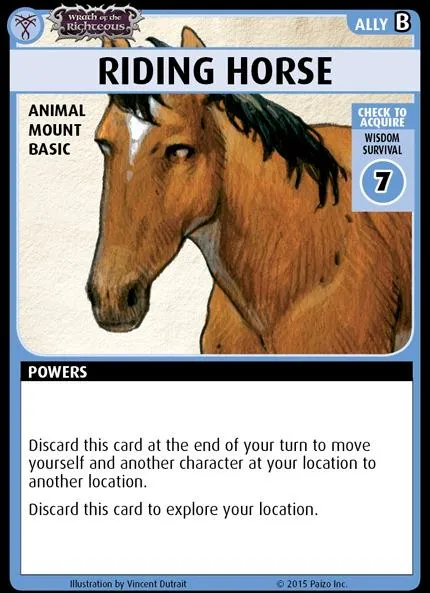 Wrath of the
Righteous
ALLY B
RIDING HORSE
ANIMAL
MOUNT
BASIC
CHECK TO
ACQUIRE
WISDOM
SURVIVAL
7
POWERS
Discard this card at the end of your turn to move
yourself and another character at your location to
another location.
Discard this card to explore your location.
Illustration by Vincent Dutrait
© 2015 Paizo Inc.